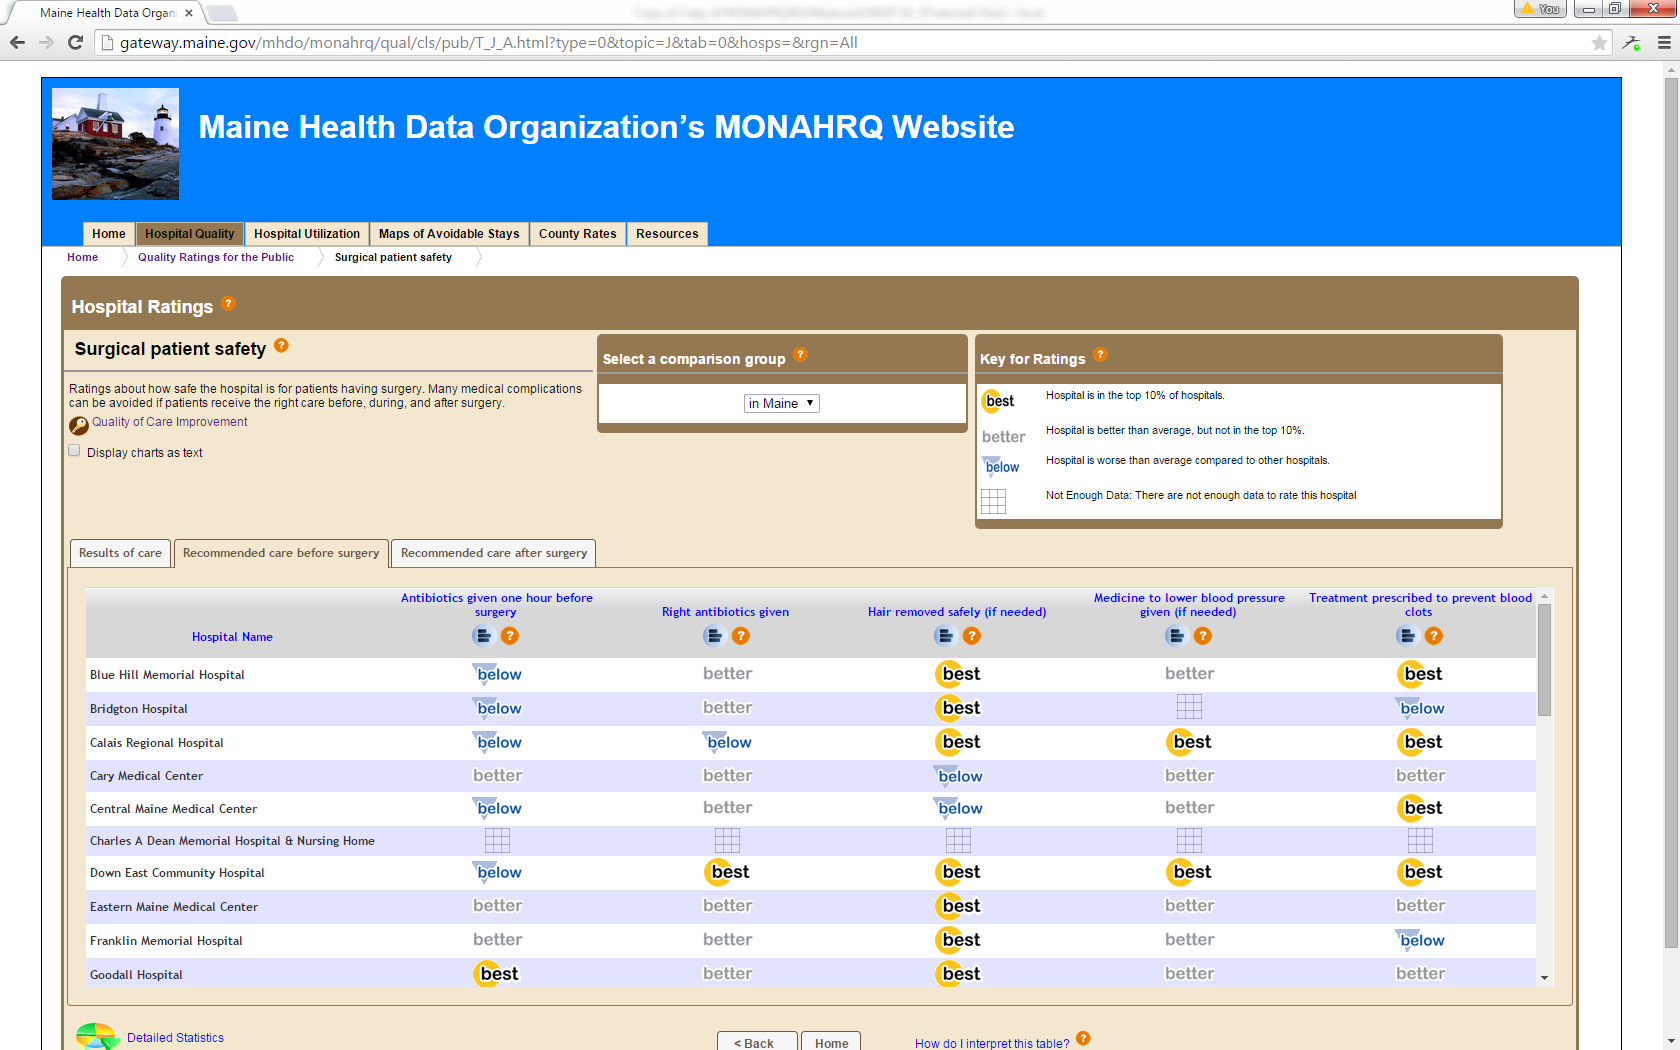 Maine Health Data Organi
You
gateway.maine.gov/mhdo/monahrq/qual/cls/pub/T_J_A.html?type=0&topic=J&tab=0&hosps=&rgn=All
Maine Health Data Organization's MONAHRQ Website
Home Hospital Quality Hospital Utilization Maps of Avoidable Stays County Rates Resources
Home Quality Ratings for the Public Surgical patient safety
Hospital Ratings ?
Surgical patient safety ?
Ratings about how safe the hospital is for patients having surgery. Many medical complications
can be avoided if patients receive the right care before, during, and after surgery.
Quality of Care Improvement
Display charts as text
Select a comparison group ?
in Maine
Key for Ratings ?
best Hospital is in the top 10% of hospitals.
better Hospital is better than average, but not in the top 10%.
below Hospital is worse than average compared to other hospitals.
Not Enough Data: There are not enough data to rate this hospital
Results of care Recommended care before surgery Recommended care after surgery
Antibiotics given one hour before Medicine to lower blood pressure Treatment prescribed to prevent blood
surgery Right antibiotics given Hair removed safely (if needed) given (if needed) clots
Hospital Name ? ? ? ? ?
Blue Hill Memorial Hospital below better best better best
Bridgton Hospital below better best below
Calais Regional Hospital below below best best best
Cary Medical Center better better below better better
Central Maine Medical Center below better below better best
Charles A Dean Memorial Hospital & Nursing Home
Down East Community Hospital below best best best best
Eastern Maine Medical Center better better best better better
Franklin Memorial Hospital better better best better below
Goodall Hospital best better best better better
Detailed Statistics < Back Home How do I interpret this table? ?